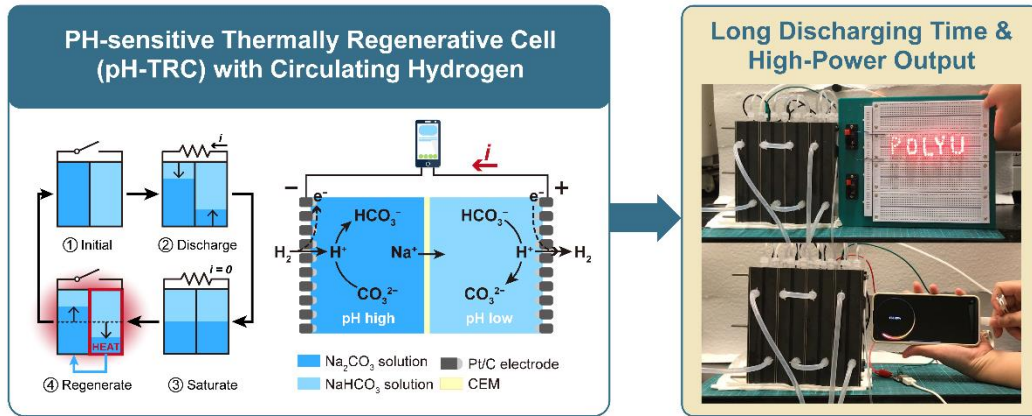 PH-sensitive Thermally Regenerative Cell
(pH-TRC) with Circulating Hydrogen
i
① Initial
② Discharge
i = 0
HEAT
④ Regenerate
③ Saturate
i
−
+
e⁻
e⁻
HCO₃⁻
HCO₃⁻
H₂
H⁺
Na⁺
H⁺
H₂
CO₃²⁻
CO₃²⁻
pH high
pH low
Na₂CO₃ solution
Pt/C electrode
NaHCO₃ solution
CEM
Long Discharging Time &
High-Power Output
POLYU